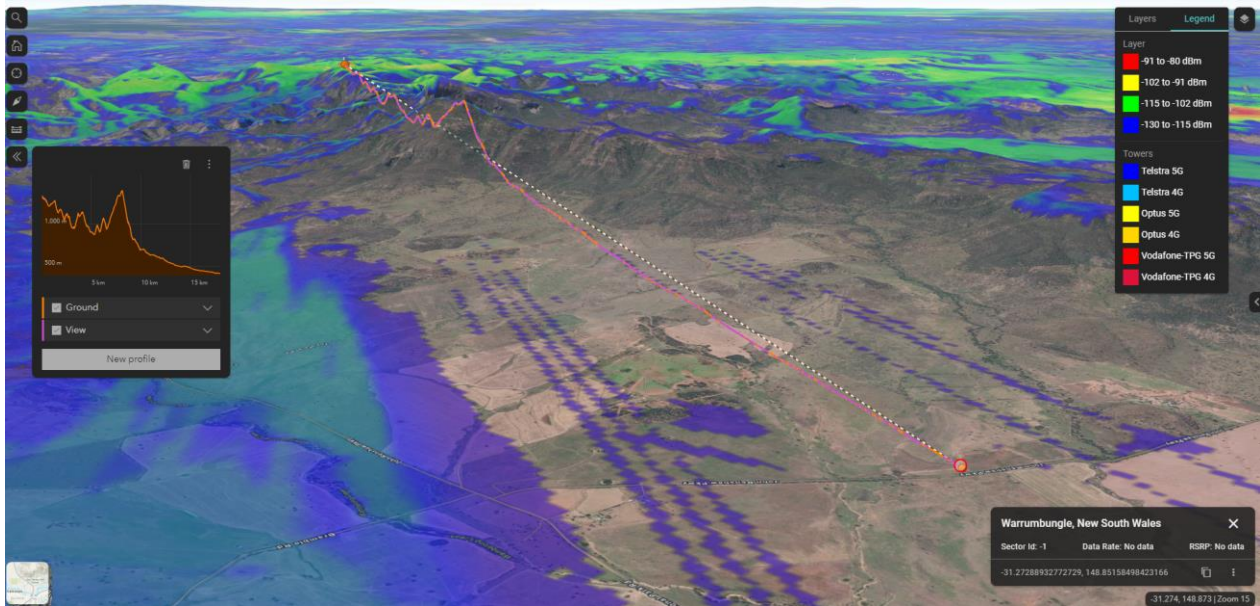 Layers Legend
Layer
-91 to -80 dBm
-102 to -91 dBm
-115 to -102 dBm
-130 to -115 dBm
Towers
Telstra 5G
Telstra 4G
Optus 5G
Optus 4G
Vodafone-TPG 5G
Vodafone-TPG 4G
1,000 m
500 m
5 km 10 km 15 km
Ground
View
New profile
Warrumbungle, New South Wales
Sector Id: -1 Data Rate: No data RSRP: No data
-31.27288932772729, 148.85158498423166
-31.274, 148.873 | Zoom 15